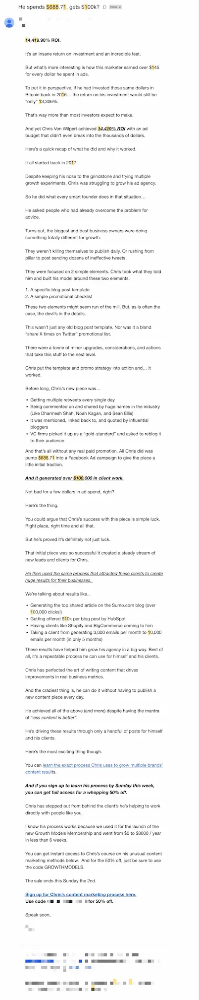 He spends $688.71, gets $100k?
Inbox x
14,419.90% ROI.
It's an insane return on investment and an incredible feat.
But what's more interesting is how this marketer earned over $145
for every dollar he spent in ads.
To put it in perspective, if he had invested those same dollars in
Bitcoin back in 2016… the return on his investment would still be
"only" 13,306%.
That's way more than most investors expect to make.
And yet Chris Von Wilpert achieved 14,419% ROI with an ad
budget that didn't even break into the thousands of dollars.
Here's a quick recap of what he did and why it worked.
It all started back in 2017.
Despite keeping his nose to the grindstone and trying multiple
growth experiments, Chris was struggling to grow his ad agency.
So he did what every smart founder does in that situation…
He asked people who had already overcome the problem for
advice.
Turns out, the biggest and best business owners were doing
something totally different for growth.
They weren't killing themselves to publish daily. Or rushing from
pillar to post sending dozens of ineffective tweets.
They were focused on 2 simple elements. Chris took what they told
him and built his model around these two elements.
1. A specific blog post template
2. A simple promotional checklist
These two elements might seem run of the mill. But, as is often the
case, the devil's in the details.
This wasn't just any old blog post template. Nor was it a bland
"share X times on Twitter" promotional list.
There were a tonne of minor upgrades, considerations, and actions
that take this stuff to the next level.
Chris put the template and promo strategy into action and… it
worked.
Before long, Chris's new piece was…
• Getting multiple retweets every single day
• Being commented on and shared by huge names in the industry
(Like Dharmesh Shah, Noah Kagan, and Sean Ellis)
• It was mentioned, linked back to, and quoted by influential
bloggers
• VC firms picked it up as a "gold-standard" and asked to reblog it
to their audience
And that's all without any real paid promotion. All Chris did was
pump $688.71 into a Facebook Ad campaign to give the piece a
little initial traction.
And it generated over $100,000 in client work.
Not bad for a few dollars in ad spend, right?
Here's the thing.
You could argue that Chris's success with this piece is simple luck.
Right place, right time and all that.
But he's proved it's definitely not just luck.
That initial piece was so successful it created a steady stream of
new leads and clients for Chris.
He then used the same process that attracted these clients to create
huge results for their businesses.
We're talking about results like...
• Generating the top shared article on the Sumo.com blog (over
100,000 clicks!)
• Getting offered $10k per blog post by HubSpot
• Having clients like Shopify and BigCommerce coming to him
• Taking a client from generating 3,000 emails per month to 10,000
emails per month (in only 5 months)
These results have helped him grow his agency in a big way. Best of
all, it's a repeatable process he can use for himself and his clients.
Chris has perfected the art of writing content that drives
improvements in real business metrics.
And the craziest thing is, he can do it without having to publish a
new content piece every day.
He achieved all of the above (and more) despite having the mantra
of "less content is better".
He's driving these results through only a handful of posts for himself
and his clients.
Here's the most exciting thing though.
You can learn the exact process Chris uses to grow multiple brands'
content results.
And if you sign up to learn his process by Sunday this week,
you can get full access for a whopping 50% off.
Chris has stepped out from behind the client's he's helping to work
directly with people like you.
I know his process works because we used it for the launch of the
new Growth Models Membership and went from $0 to $8000 / year
in less than 6 weeks.
You can get instant access to Chris's course on his unusual content
marketing methods below. And for the 50% off, just be sure to use
the code GROWTHMODELS.
The sale ends this Sunday the 2nd.
Sign up for Chris's content marketing process here.
Use code for 50% off.
Speak soon,